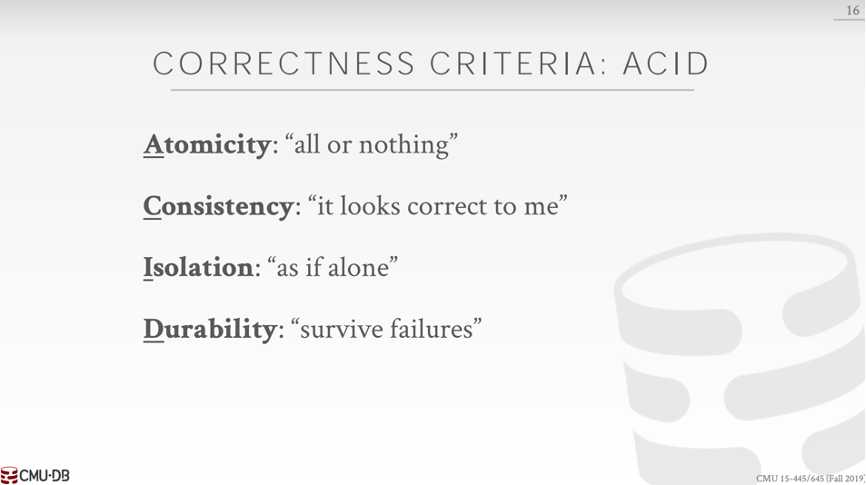 16
CORRECTNESS CRITERIA: ACID
Atomicity: “all or nothing”
Consistency: “it looks correct to me”
Isolation: “as if alone”
Durability: “survive failures”
CMU·DB
CMU 15-445/645 (Fall 2019)